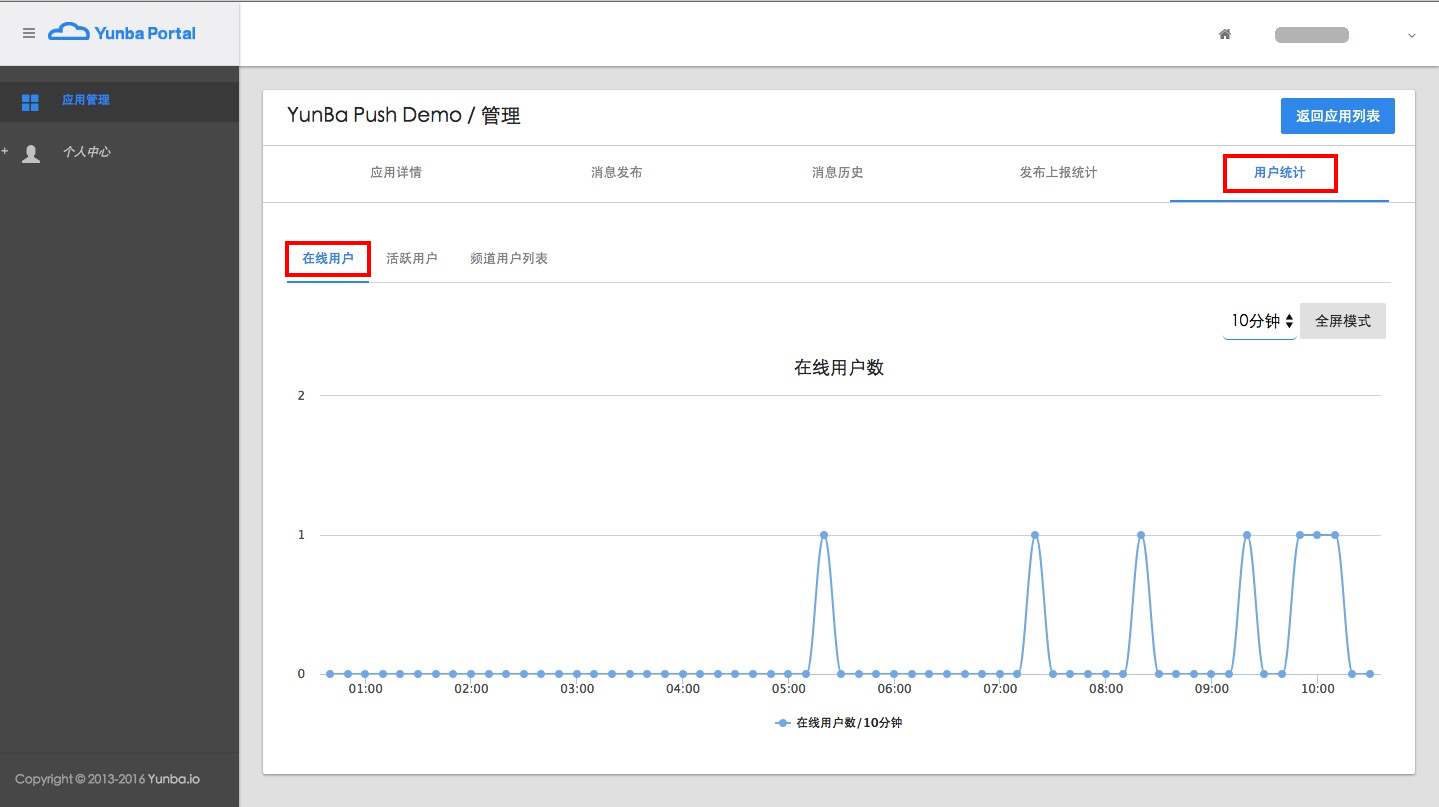 Yunba Portal
应用管理
+ 个人中心
YunBa Push Demo / 管理
返回应用列表
应用详情 消息发布 消息历史 发布上报统计 用户统计
在线用户 活跃用户 频道用户列表
10分钟 全屏模式
在线用户数
2
1
0
01:00 02:00 03:00 04:00 05:00 06:00 07:00 08:00 09:00 10:00
在线用户数/10分钟
Copyright © 2013-2016 Yunba.io